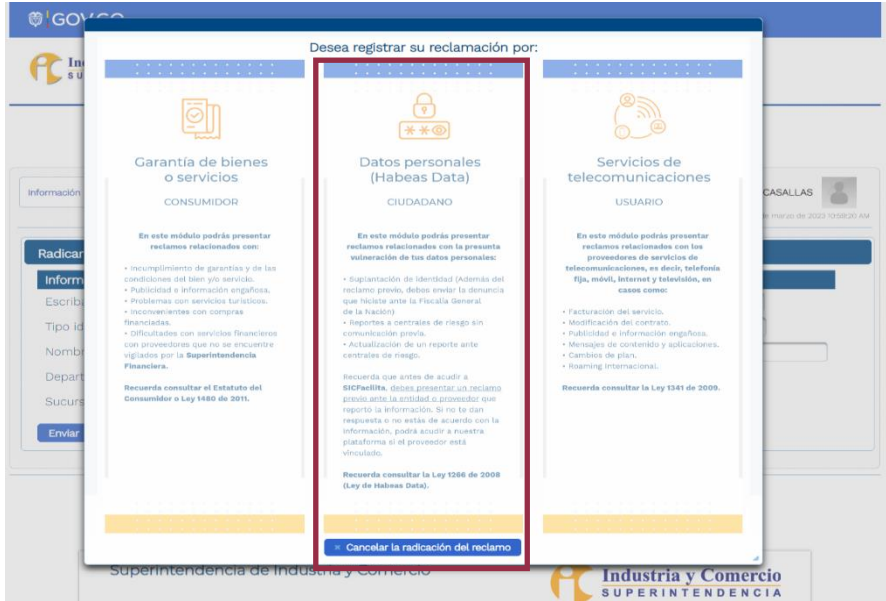 GOV.CO
Desea registrar su reclamación por:
Garantía de bienes
o servicios
CONSUMIDOR
En este módulo podrás presentar
reclamos relacionados con:
• Incumplimiento de garantías y de las
condiciones del bien y/o servicio.
• Publicidad e información engañosa.
• Problemas con servicios turísticos.
• Inconvenientes con compras
financiadas.
• Dificultades con servicios financieros
con proveedores que no se encuentre
vigilados por la Superintendencia
Financiera.
Recuerda consultar el Estatuto del
Consumidor o Ley 1480 de 2011.
Datos personales
(Habeas Data)
CIUDADANO
En este módulo podrás presentar
reclamos relacionados con la presunta
vulneración de tus datos personales:
• Suplantación de identidad (Además del
reclamo previo, debes enviar la denuncia
que hiciste ante la Fiscalía General
de la Nación)
• Reportes a centrales de riesgo sin
comunicación previa.
• Actualización de un reporte ante
centrales de riesgo.
Recuerda que antes de acudir a
SICFacilita, debes presentar un reclamo
previo ante la entidad o proveedor que
reportó la información. Si no te dan
respuesta o no estás de acuerdo con la
información, podrá acudir a nuestra
plataforma si el proveedor está
vinculado.
Recuerda consultar la Ley 1266 de 2008
(Ley de Habeas Data).
Servicios de
telecomunicaciones
USUARIO
En este módulo podrás presentar
reclamos relacionados con los
proveedores de servicios de
telecomunicaciones, es decir, telefonía
fija, móvil, internet y televisión, en
casos como:
• Facturación del servicio.
• Modificación del contrato.
• Publicidad e información engañosa.
• Mensajes de contenido y aplicaciones.
• Cambios de plan.
• Roaming Internacional.
Recuerda consultar la Ley 1341 de 2009.
× Cancelar la radicación del reclamo
Información
CASALLAS
de marzo de 2023 10:58:20 AM
Radicar
Inform
Escriba
Tipo id
Nombr
Depart
Sucurs
Enviar
Superintendencia de Industria y Comercio
Industria y Comercio
SUPERINTENDENCIA